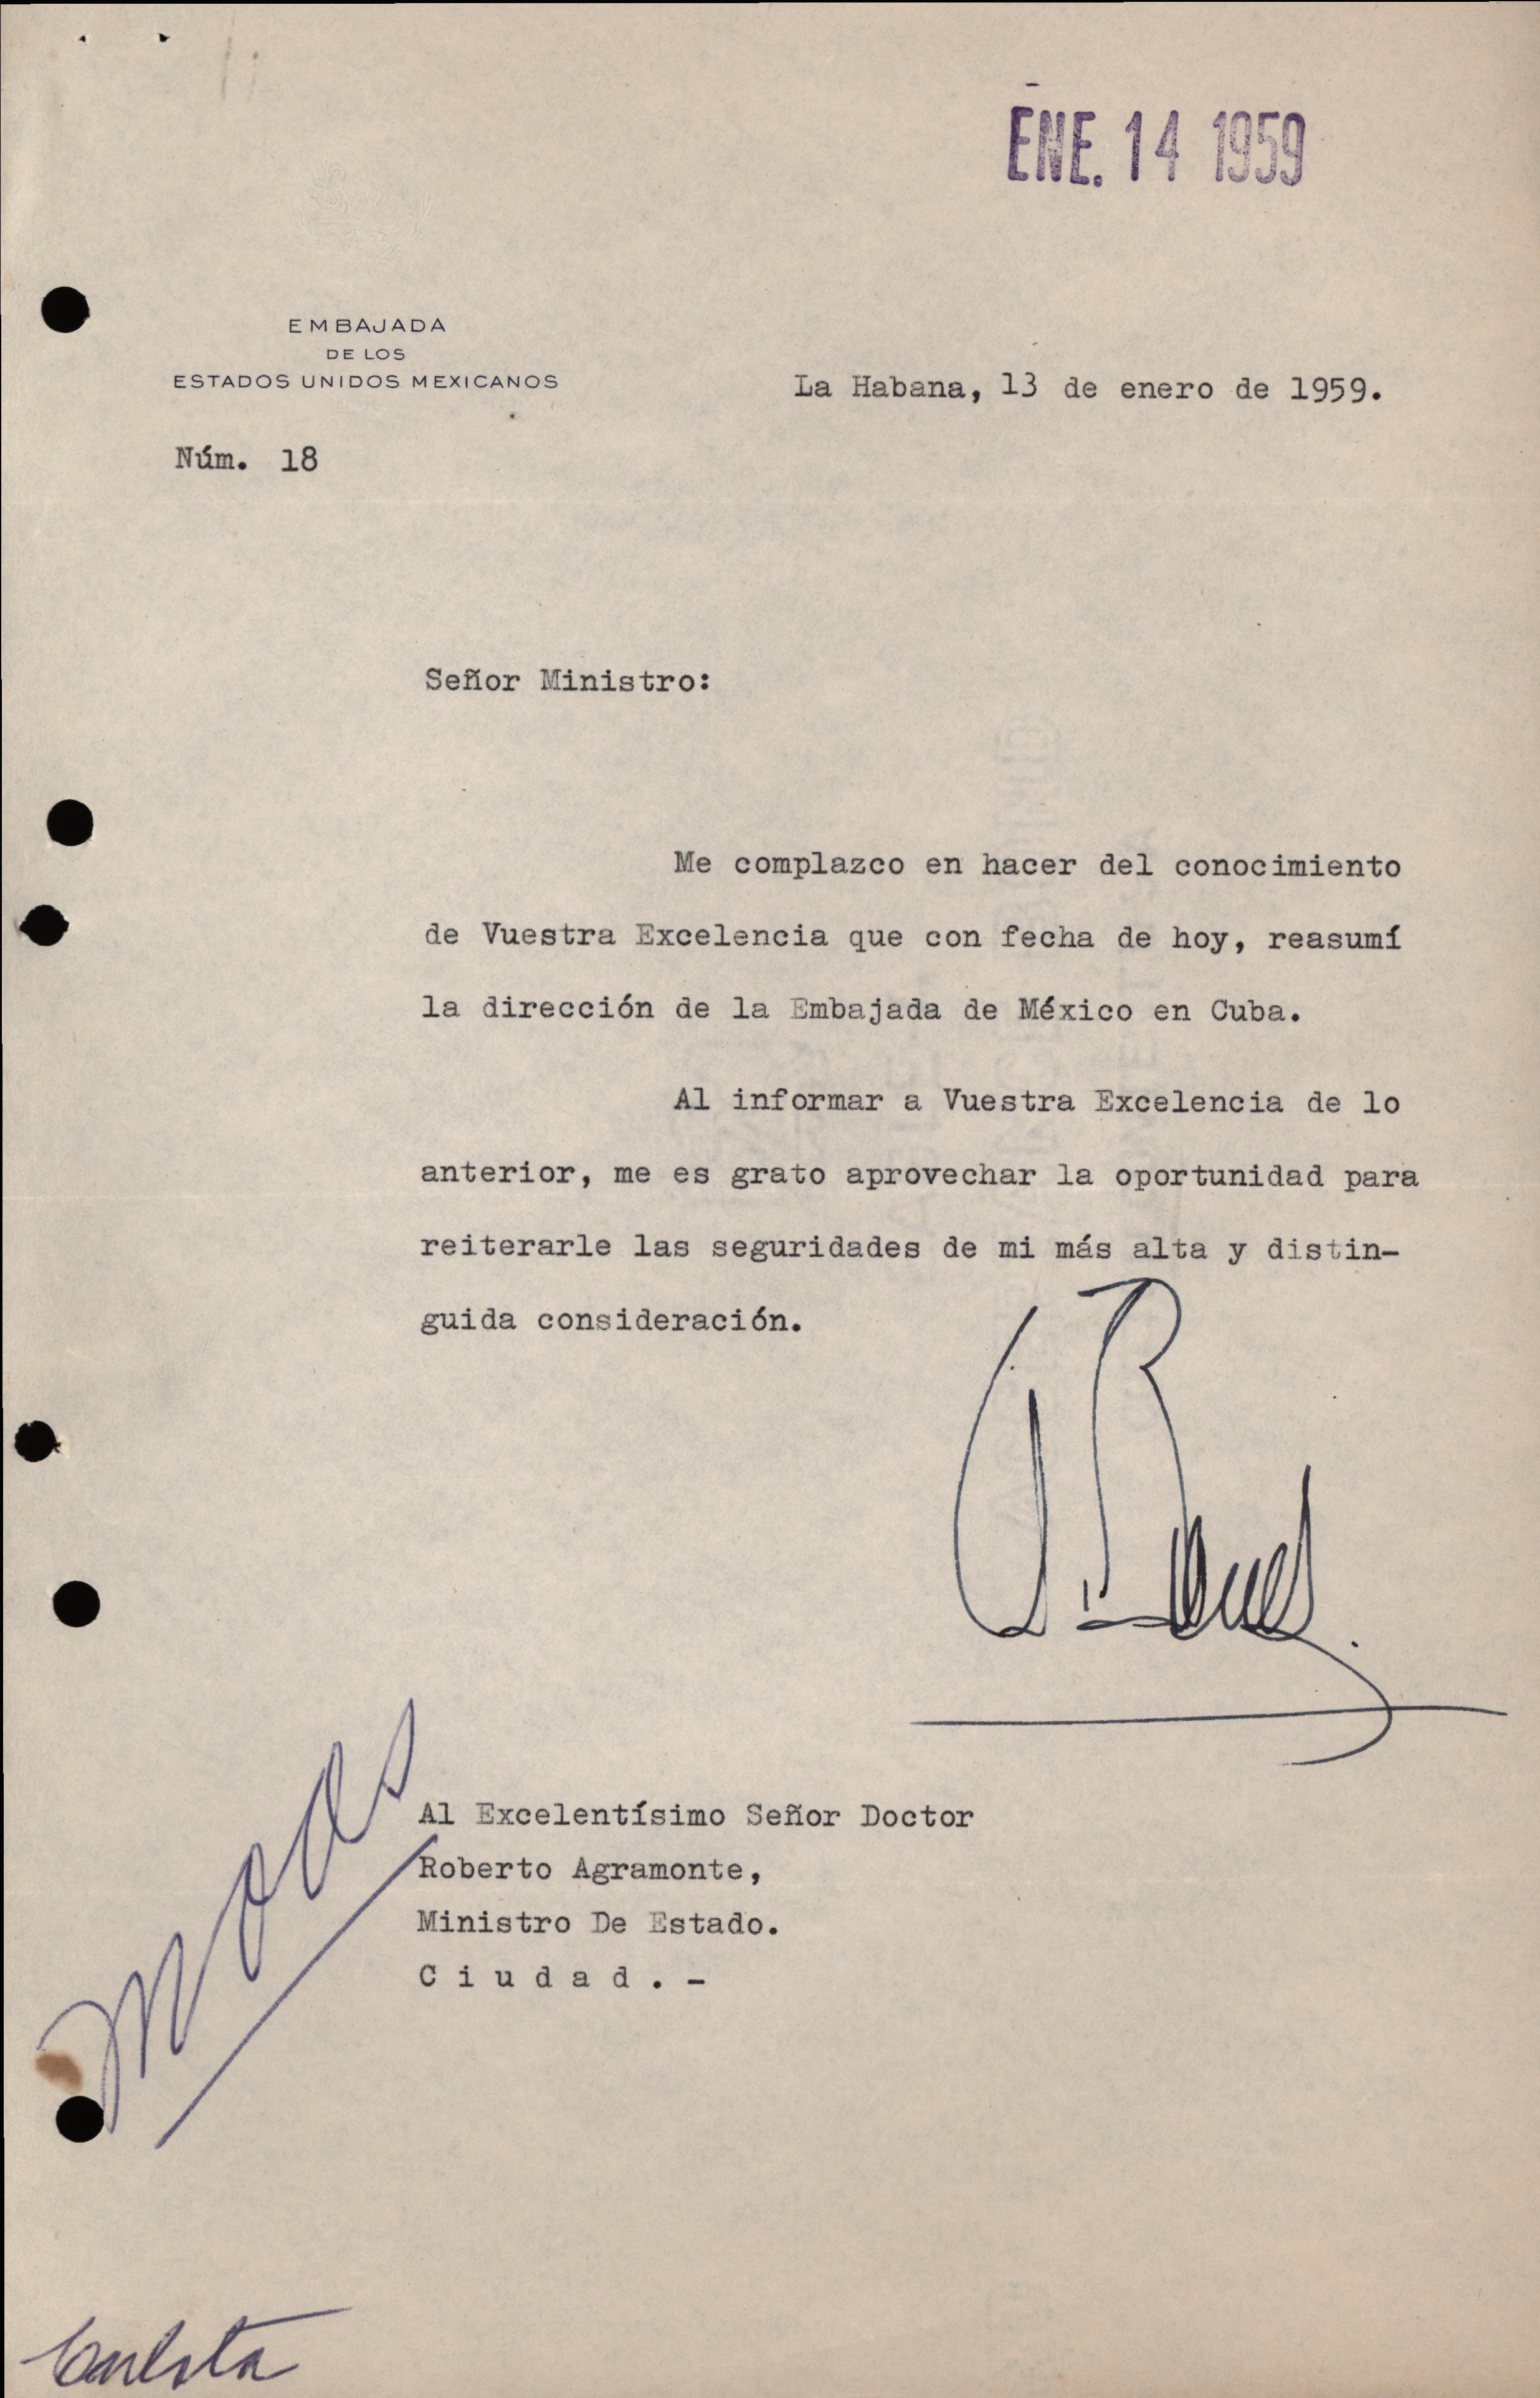 ENE. 14 1959
EMBAJADA
DE LOS
ESTADOS UNIDOS MEXICANOS
La Habana, 13 de enero de 1959.
Núm. 18
Señor Ministro:
Me complazco en hacer del conocimiento
de Vuestra Excelencia que con fecha de hoy, reasumí
la dirección de la Embajada de México en Cuba.
Al informar a Vuestra Excelencia de lo
anterior, me es grato aprovechar la oportunidad para
reiterarle las seguridades de mi más alta y distin-
guida consideración.
Al Excelentísimo Señor Doctor
Roberto Agramonte,
Ministro De Estado.
C i u d a d . -